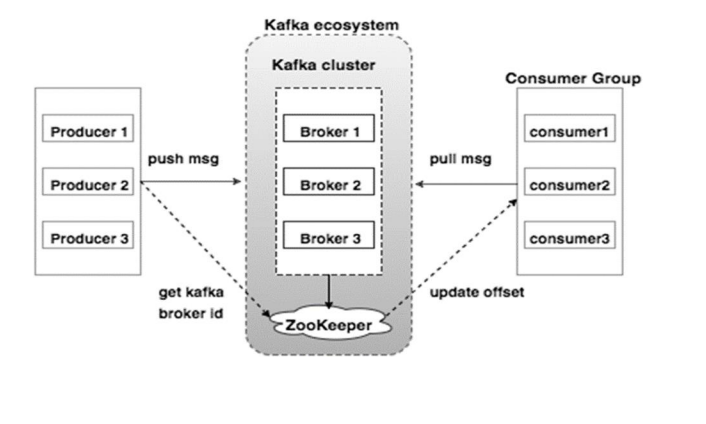 Kafka ecosystem
Kafka cluster
Consumer Group
Producer 1
Producer 2
Producer 3
push msg
Broker 1
Broker 2
Broker 3
pull msg
consumer1
consumer2
consumer3
get kafka
broker id
ZooKeeper
update offset